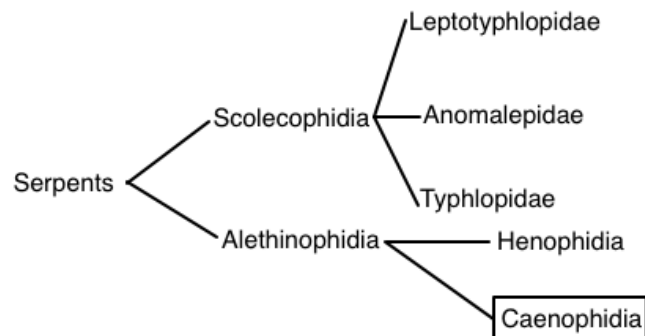 Leptotyphlopidae
Scolecophidia
Anomalepidae
Serpents
Typhlopidae
Alethinophidia
Henophidia
Caenophidia